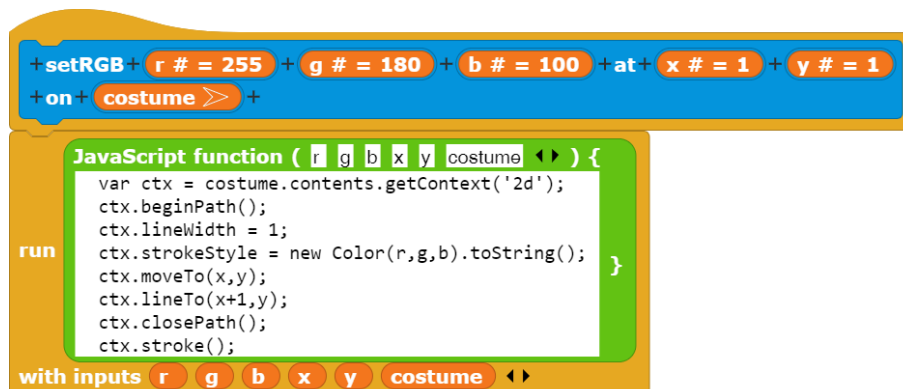 +setRGB+ r # = 255 + g # = 180 + b # = 100 +at+ x # = 1 + y # = 1
+on+ costume +
JavaScript function ( r g b x y costume ) {
var ctx = costume.contents.getContext('2d');
ctx.beginPath();
ctx.lineWidth = 1;
run ctx.strokeStyle = new Color(r,g,b).toString();
}
ctx.moveTo(x,y);
ctx.lineTo(x+1,y);
ctx.closePath();
ctx.stroke();
with inputs r g b x y costume